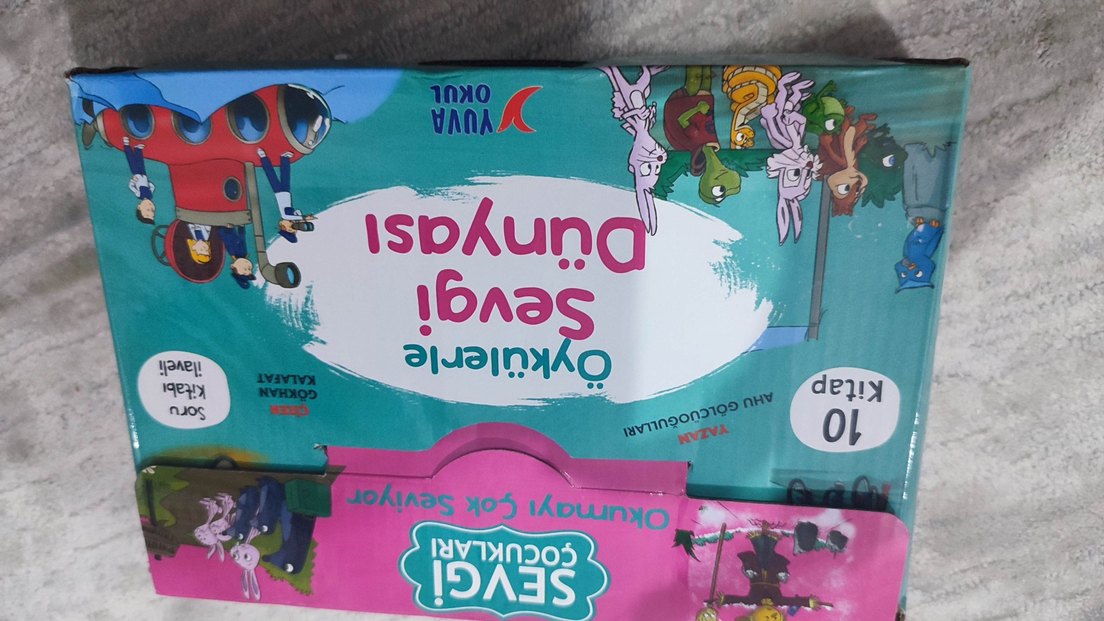 SEVGİ
ÇOCUKLARI
Okumayı Çok Seviyor
10
Kitap
YAZAN
AHU GÖLCÜOĞULLARI
ÇİZEN
GÖKHAN
KALAFAT
Soru
Kitabı
ilaveli
Öykülerle
Sevgi
Dünyası
YUVA
OKUL